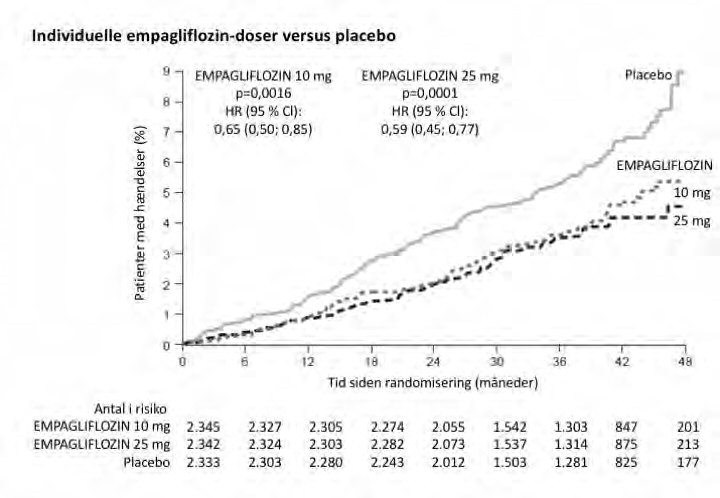 Individuelle empagliflozin-doser versus placebo
EMPAGLIFLOZIN 10 mg
p=0,0016
HR (95 % CI):
0,65 (0,50; 0,85)
EMPAGLIFLOZIN 25 mg
p=0,0001
HR (95 % CI):
0,59 (0,45; 0,77)
Placebo
EMPAGLIFLOZIN
10 mg
25 mg
Patienter med hændelser (%)
9
8
7
6
5
4
3
2
1
0
0 6 12 18 24 30 36 42 48
Tid siden randomisering (måneder)
Antal i risiko
EMPAGLIFLOZIN 10 mg 2.345 2.327 2.305 2.274 2.055 1.542 1.303 847 201
EMPAGLIFLOZIN 25 mg 2.342 2.324 2.303 2.282 2.073 1.537 1.314 875 213
Placebo 2.333 2.303 2.280 2.243 2.012 1.503 1.281 825 177